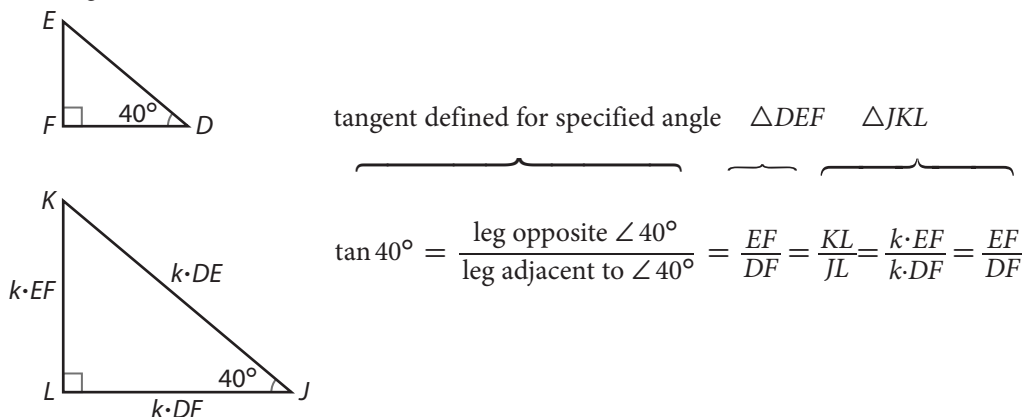 E
F
40°
D
tangent defined for specified angle △DEF △JKL
K
k·EF
k·DE
L
40°
J
k·DF
tan 40° = leg opposite ∠40° / leg adjacent to ∠40° = EF/DF = KL/JL = k·EF/k·DF = EF/DF